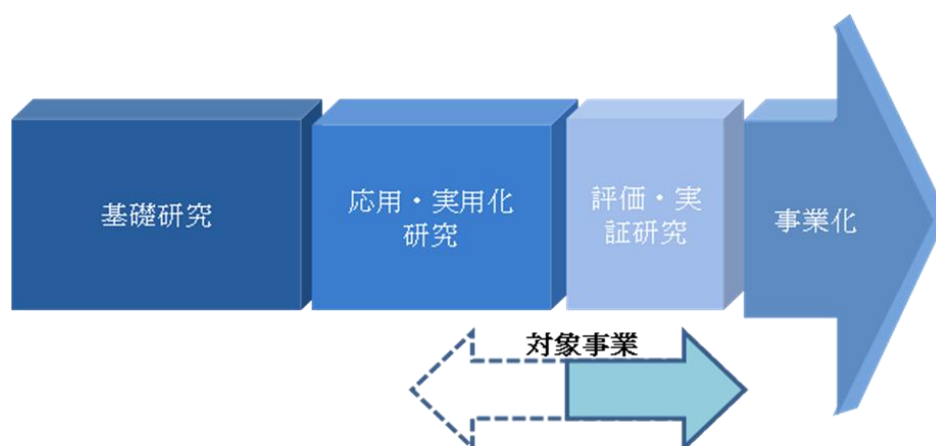 基礎研究
応用・実用化
研究
評価・実
証研究
事業化
対象事業